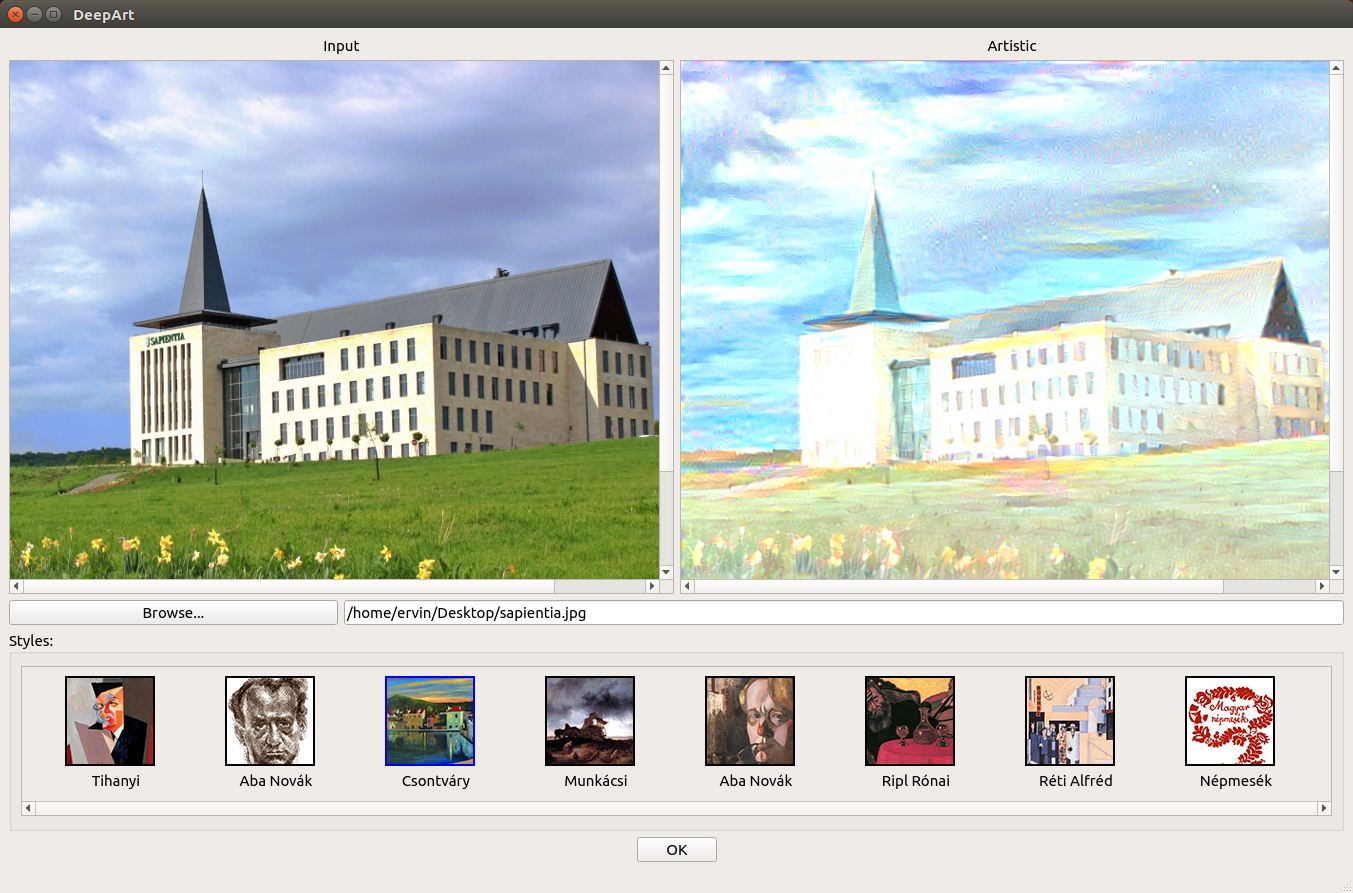 DeepArt
Input
Artistic
SAPIENTIA
Browse...
/home/ervin/Desktop/sapientia.jpg
Styles:
Magyar
népmesék
Tihanyi
Aba Novák
Csontváry
Munkácsi
Aba Novák
Ripl Rónai
Réti Alfréd
Népmesék
OK